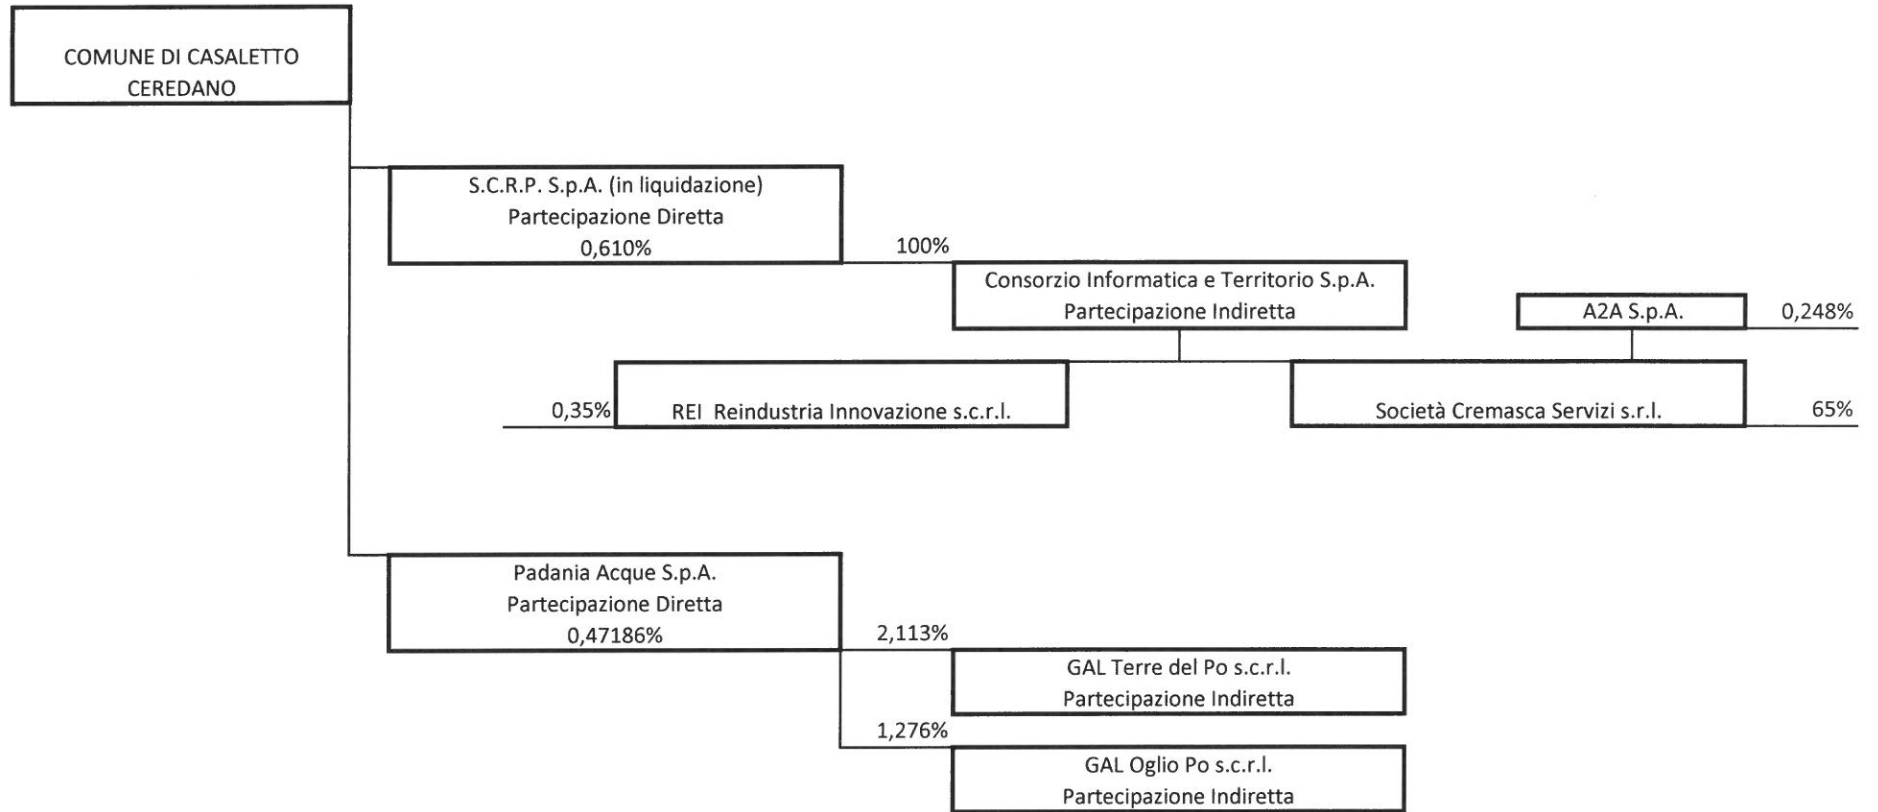 COMUNE DI CASALETTO
CEREDANO
S.C.R.P. S.p.A. (in liquidazione)
Partecipazione Diretta
0,610%
100%
Consorzio Informatica e Territorio S.p.A.
Partecipazione Indiretta
A2A S.p.A.
0,248%
0,35%
REI Reindustria Innovazione s.c.r.l.
Società Cremasca Servizi s.r.l.
65%
Padania Acque S.p.A.
Partecipazione Diretta
0,47186%
2,113%
GAL Terre del Po s.c.r.l.
Partecipazione Indiretta
1,276%
GAL Oglio Po s.c.r.l.
Partecipazione Indiretta